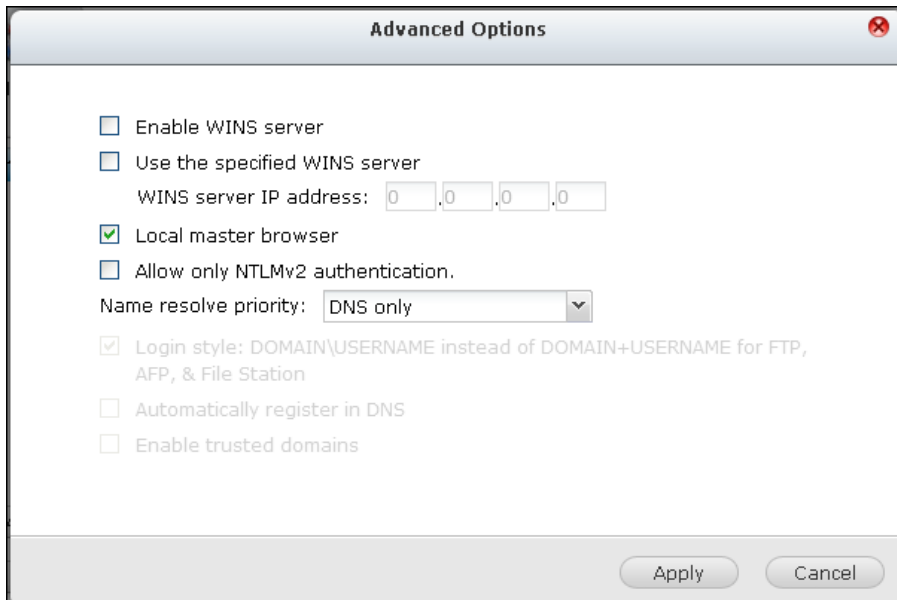 Advanced Options
Enable WINS server
Use the specified WINS server
WINS server IP address: 0 .0 .0 .0
Local master browser
Allow only NTLMv2 authentication.
Name resolve priority: DNS only
Login style: DOMAIN\USERNAME instead of DOMAIN+USERNAME for FTP,
AFP, & File Station
Automatically register in DNS
Enable trusted domains
Apply Cancel